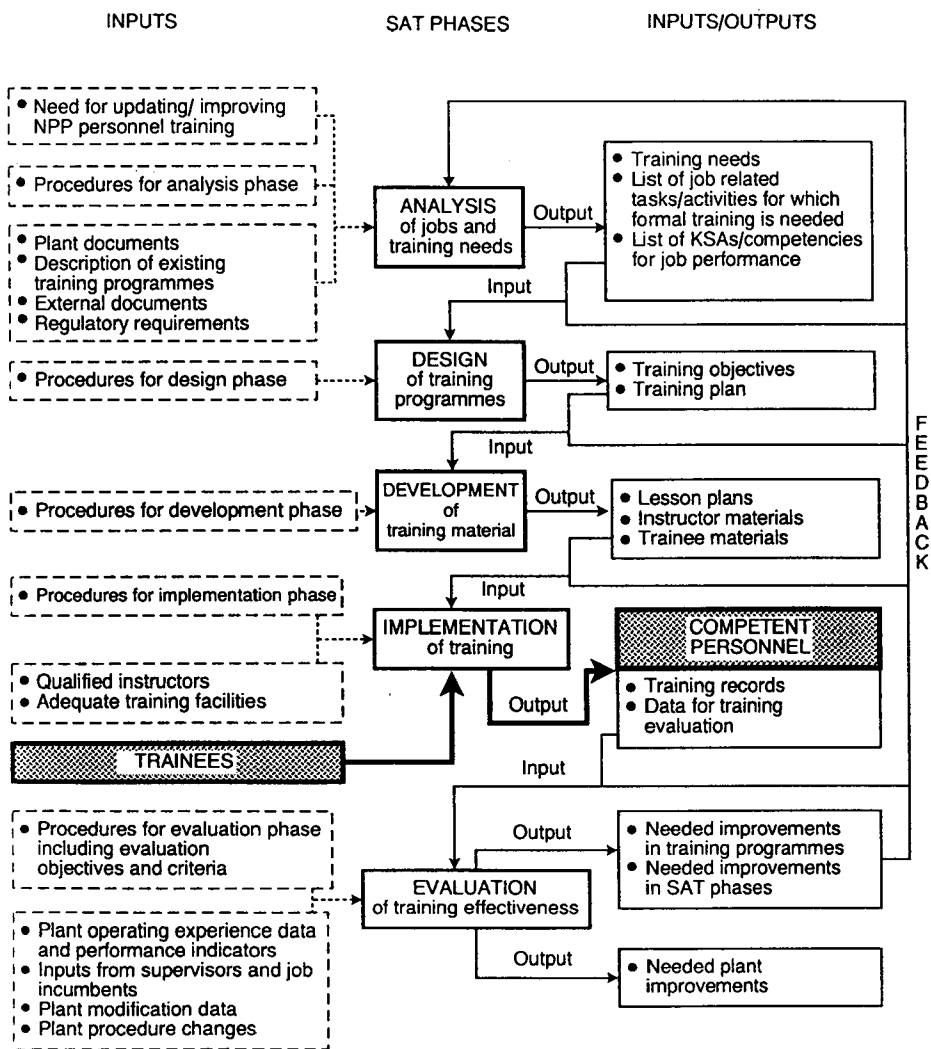 INPUTS
SAT PHASES
INPUTS/OUTPUTS
● Need for updating/ improving
NPP personnel training
● Procedures for analysis phase
● Plant documents
● Description of existing
training programmes
● External documents
● Regulatory requirements
ANALYSIS
of jobs and
training needs
Output
● Training needs
● List of job related
tasks/activities for which
formal training is needed
● List of KSAs/competencies
for job performance
Input
● Procedures for design phase
DESIGN
of training
programmes
Output
● Training objectives
● Training plan
Input
● Procedures for development phase
DEVELOPMENT
of
training material
Output
● Lesson plans
● Instructor materials
● Trainee materials
Input
FEEDBACK
● Procedures for implementation phase
● Qualified instructors
● Adequate training facilities
IMPLEMENTATION
of training
Output
COMPETENT
PERSONNEL
● Training records
● Data for training
evaluation
TRAINEES
Input
● Procedures for evaluation phase
including evaluation
objectives and criteria
● Plant operating experience data
and performance indicators
● Inputs from supervisors and job
incumbents
● Plant modification data
● Plant procedure changes
EVALUATION
of training effectiveness
Output
● Needed improvements
in training programmes
● Needed improvements
in SAT phases
Output
● Needed plant
improvements